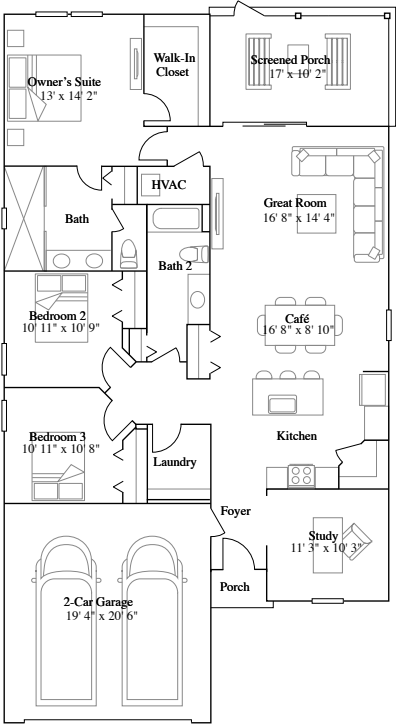 Walk-In
Closet
Screened Porch
17' x 10' 2"
Owner's Suite
13' x 14' 2"
HVAC
Great Room
16' 8" x 14' 4"
Bath
Bath 2
Bedroom 2
10' 11" x 10' 9"
Café
16' 8" x 8' 10"
Bedroom 3
10' 11" x 10' 8"
Kitchen
Laundry
Foyer
Study
11' 3" x 10' 3"
Porch
2-Car Garage
19' 4" x 20' 6"